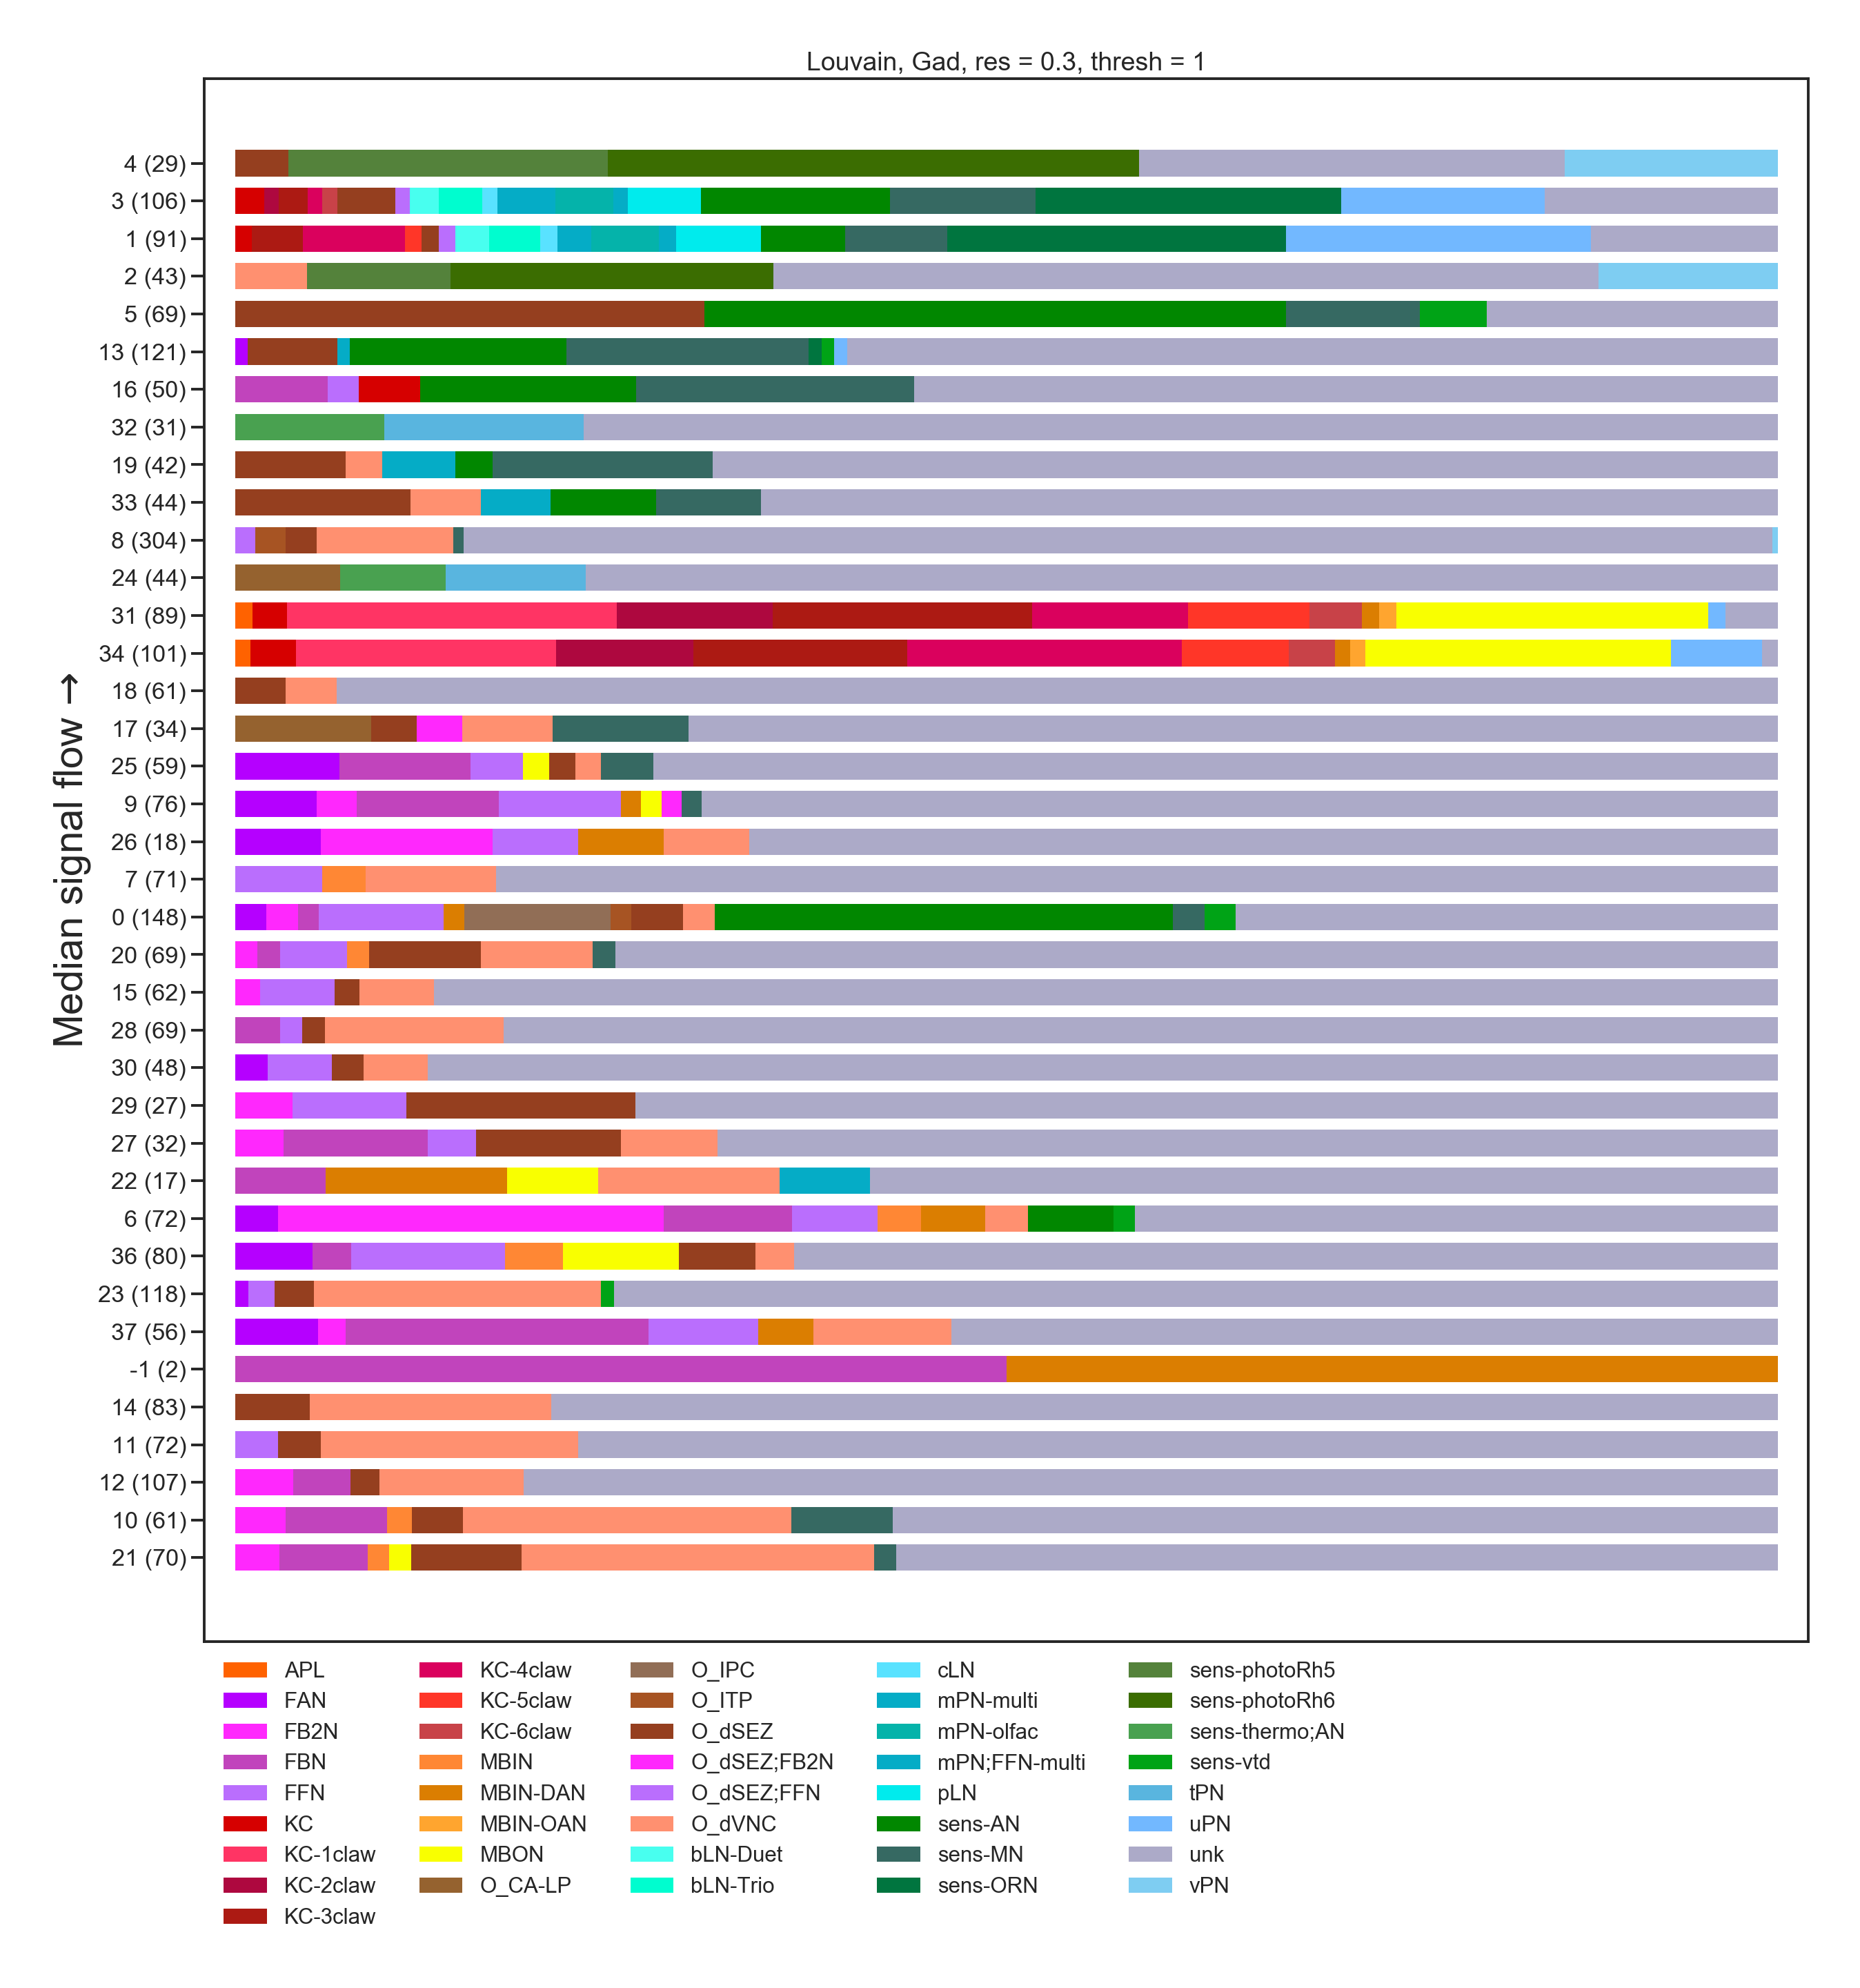 Louvain, Gad, res = 0.3, thresh = 1
4 (29)
3 (106)
1 (91)
2 (43)
5 (69)
13 (121)
16 (50)
32 (31)
19 (42)
33 (44)
8 (304)
24 (44)
31 (89)
34 (101)
18 (61)
17 (34)
25 (59)
9 (76)
26 (18)
7 (71)
0 (148)
20 (69)
15 (62)
28 (69)
30 (48)
29 (27)
27 (32)
22 (17)
6 (72)
36 (80)
23 (118)
37 (56)
-1 (2)
14 (83)
11 (72)
12 (107)
10 (61)
21 (70)
Median signal flow →
APL
FAN
FB2N
FBN
FFN
KC
KC-1claw
KC-2claw
KC-3claw
KC-4claw
KC-5claw
KC-6claw
MBIN
MBIN-DAN
MBIN-OAN
MBON
O_CA-LP
O_IPC
O_ITP
O_dSEZ
O_dSEZ;FB2N
O_dSEZ;FFN
O_dVNC
bLN-Duet
bLN-Trio
cLN
mPN-multi
mPN-olfac
mPN;FFN-multi
pLN
sens-AN
sens-MN
sens-ORN
sens-photoRh5
sens-photoRh6
sens-thermo;AN
sens-vtd
tPN
uPN
unk
vPN